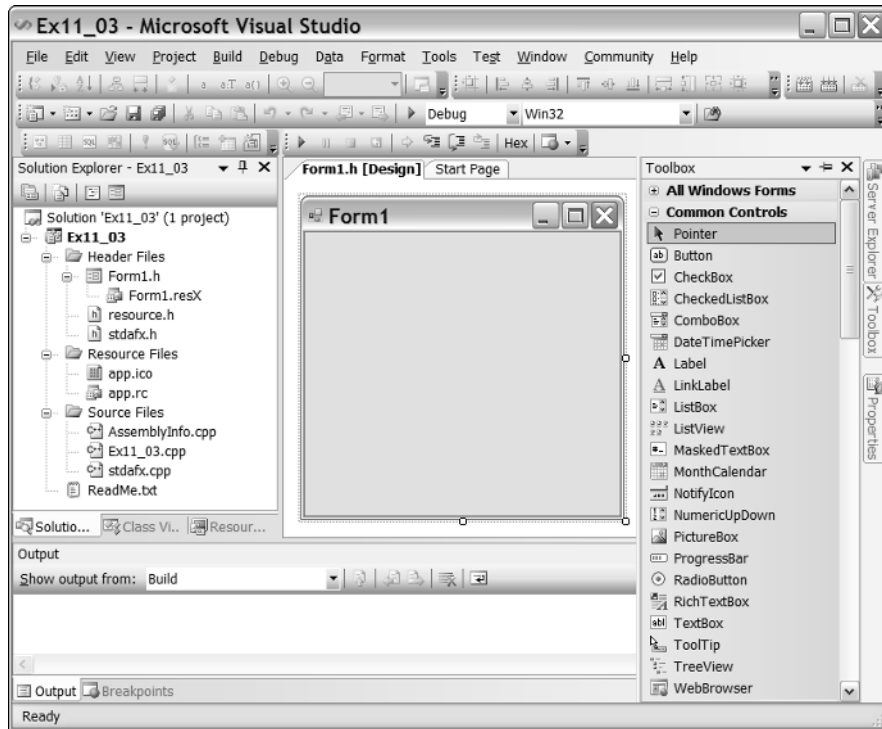 Ex11_03 - Microsoft Visual Studio
File Edit View Project Build Debug Data Format Tools Test Window Community Help
Debug Win32
Hex
Solution Explorer - Ex11_03
Solution 'Ex11_03' (1 project)
Ex11_03
Header Files
Form1.h
Form1.resX
resource.h
stdafx.h
Resource Files
app.ico
app.rc
Source Files
AssemblyInfo.cpp
Ex11_03.cpp
stdafx.cpp
ReadMe.txt
Solutio... Class Vi... Resour...
Form1.h [Design] Start Page
Form1
Toolbox
All Windows Forms
Common Controls
Pointer
Button
CheckBox
CheckedListBox
ComboBox
DateTimePicker
Label
LinkLabel
ListBox
ListView
MaskedTextBox
MonthCalendar
NotifyIcon
NumericUpDown
PictureBox
ProgressBar
RadioButton
RichTextBox
TextBox
ToolTip
TreeView
WebBrowser
Server Explorer
Toolbox
Properties
Output
Show output from: Build
Output Breakpoints
Ready